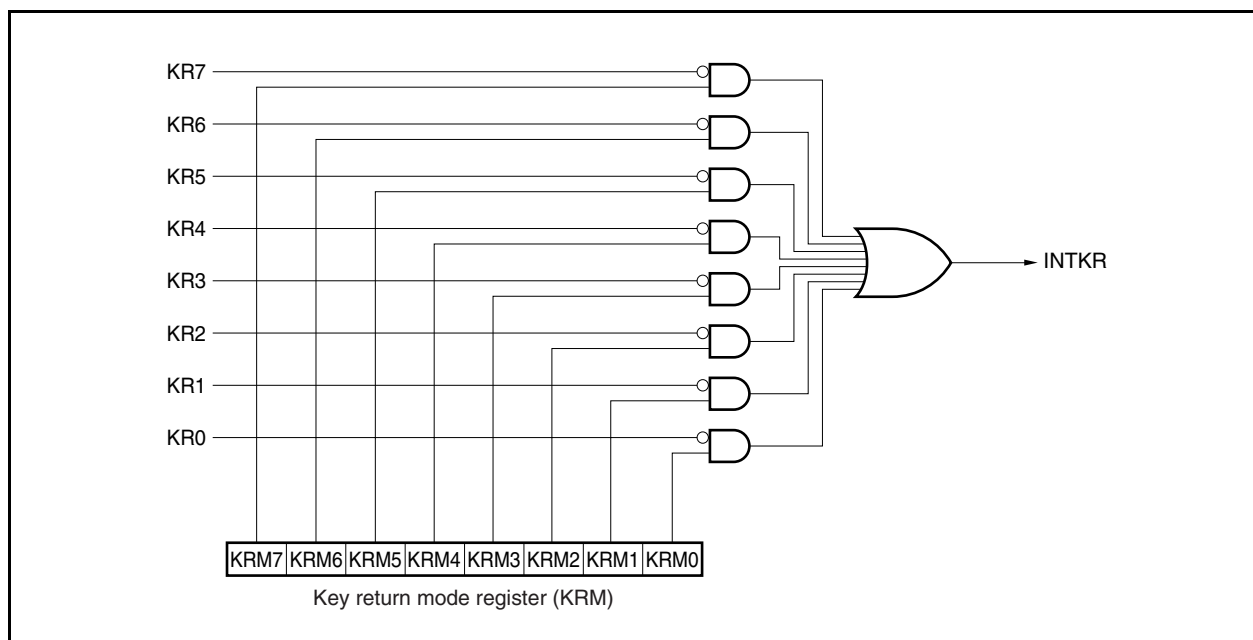 KR7
KR6
KR5
KR4
KR3
KR2
KR1
KR0
INTKR
KRM7 KRM6 KRM5 KRM4 KRM3 KRM2 KRM1 KRM0
Key return mode register (KRM)